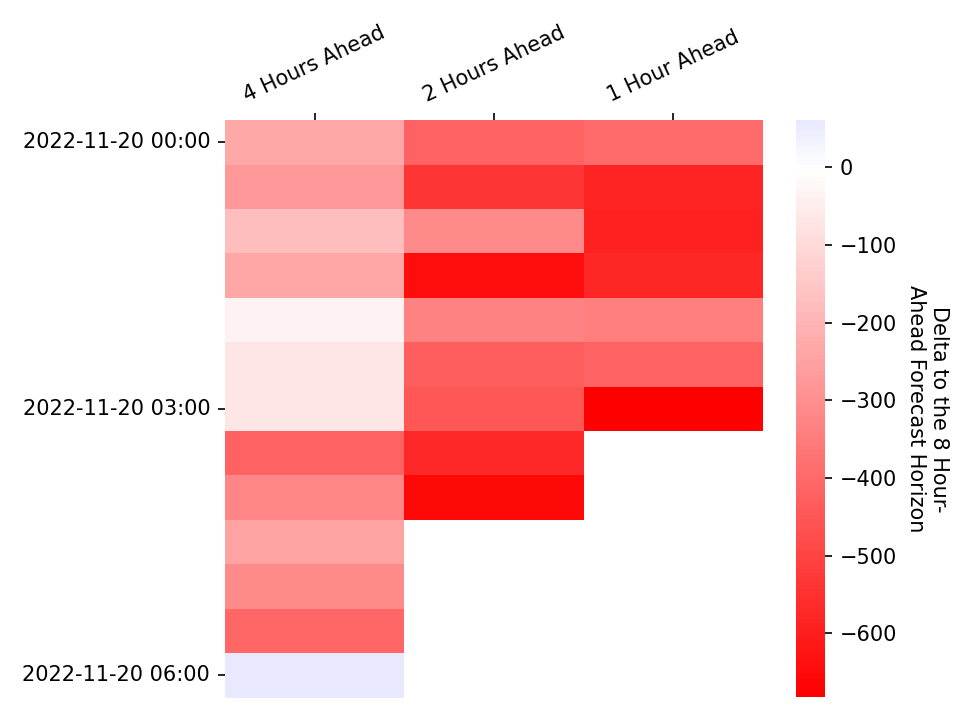 4 Hours Ahead
2 Hours Ahead
1 Hour Ahead
2022-11-20 00:00
2022-11-20 03:00
2022-11-20 06:00
0
−100
−200
−300
−400
−500
−600
Delta to the 8 Hour-
Ahead Forecast Horizon